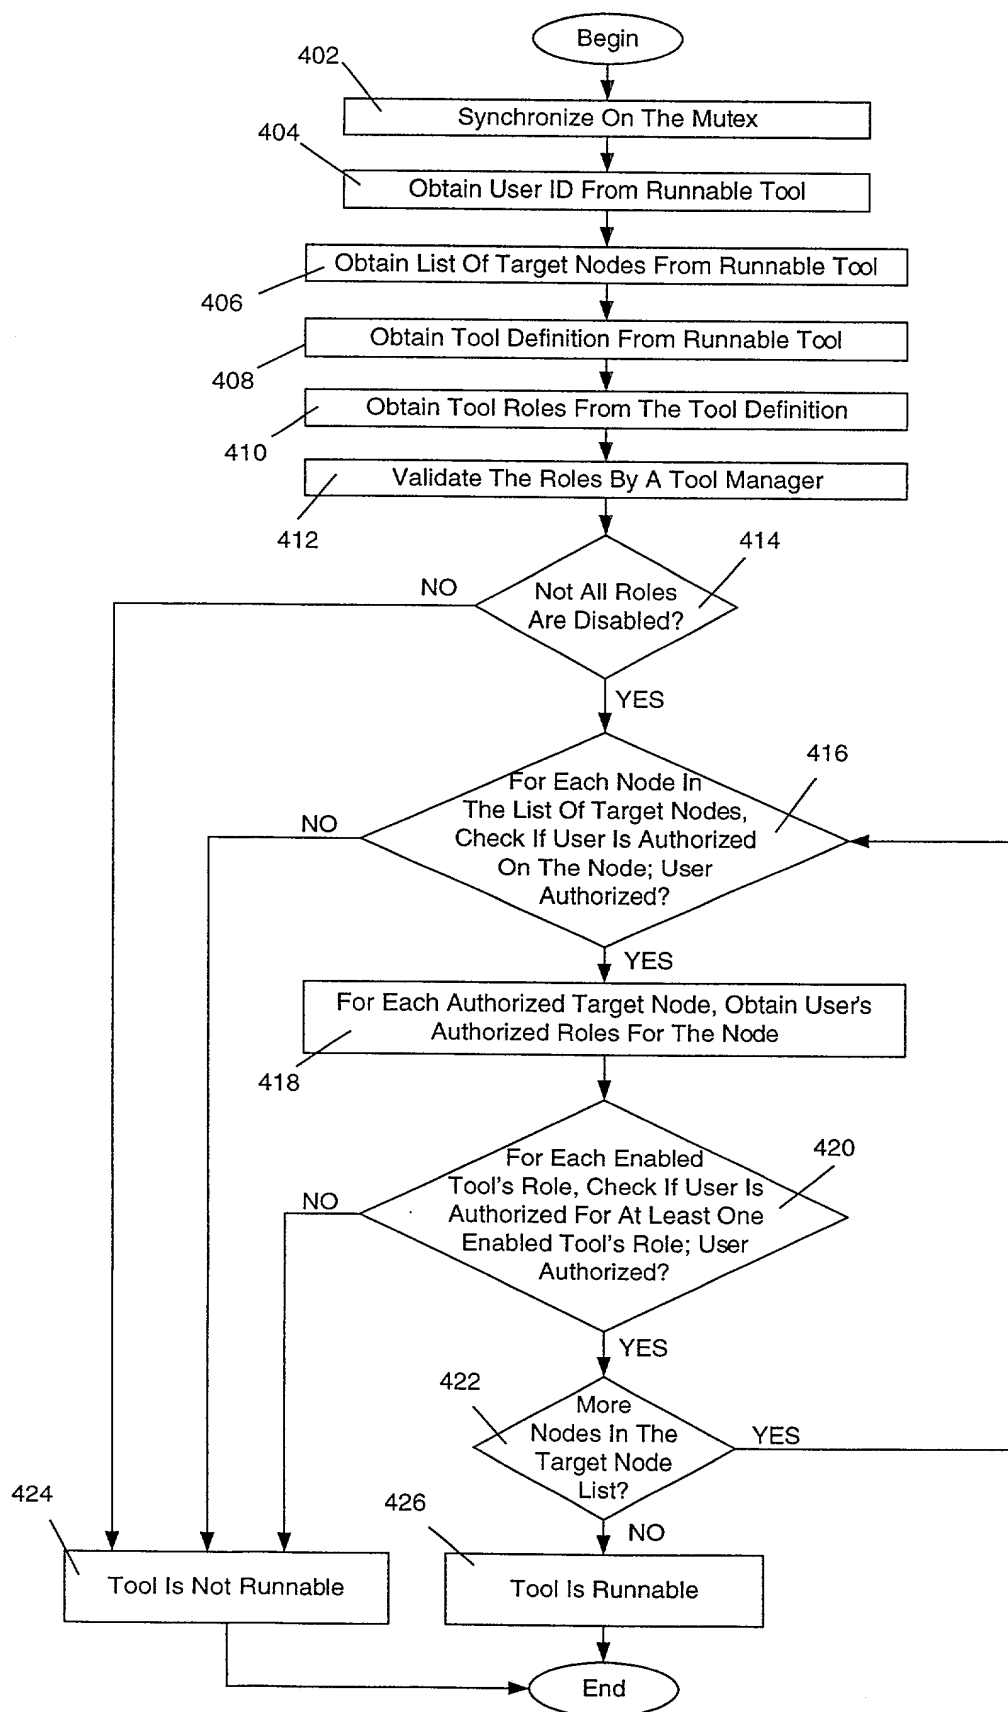 Begin
402
Synchronize On The Mutex
404
Obtain User ID From Runnable Tool
Obtain List Of Target Nodes From Runnable Tool
406
Obtain Tool Definition From Runnable Tool
408
Obtain Tool Roles From The Tool Definition
410
Validate The Roles By A Tool Manager
412
414
NO
Not All Roles
Are Disabled?
YES
416
NO
For Each Node In
The List Of Target Nodes,
Check If User Is Authorized
On The Node; User
Authorized?
YES
For Each Authorized Target Node, Obtain User's
Authorized Roles For The Node
418
420
NO
For Each Enabled
Tool's Role, Check If User Is
Authorized For At Least One
Enabled Tool's Role; User
Authorized?
YES
422
More
Nodes In The
Target Node
List?
YES
424
426
NO
Tool Is Not Runnable
Tool Is Runnable
End